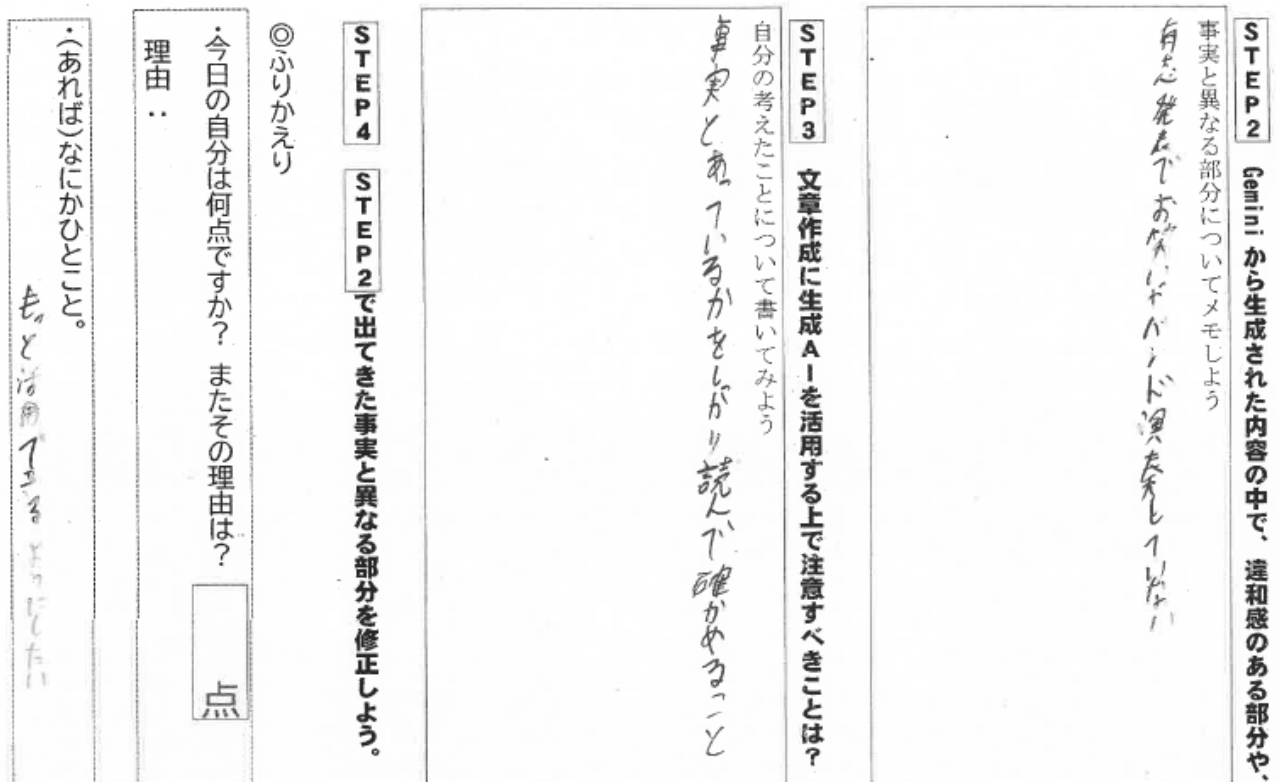 STEP2 Geminiから生成された内容の中で、違和感のある部分や、
事実と異なる部分についてメモしよう
有志発表でお笑いやバンド演奏をしていない
STEP3 文章作成に生成AIを活用する上で注意すべきことは?
自分の考えたことについて書いてみよう
事実とあっているかをしっかり読んで確かめること
STEP4 STEP2で出てきた事実と異なる部分を修正しよう。
◎ふりかえり
・今日の自分は何点ですか? またその理由は? 点
理由:
・(あれば)なにかひとこと。
もっと活用できるようにしたい